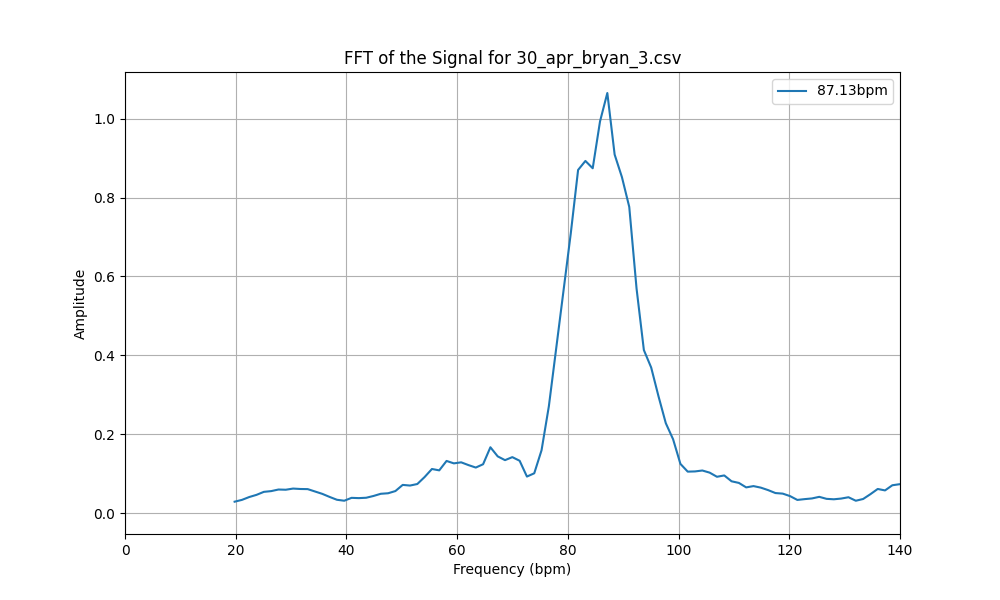 FFT of the Signal for 30_apr_bryan_3.csv
87.13bpm
Amplitude
1.0
0.8
0.6
0.4
0.2
0.0
0 20 40 60 80 100 120 140
Frequency (bpm)